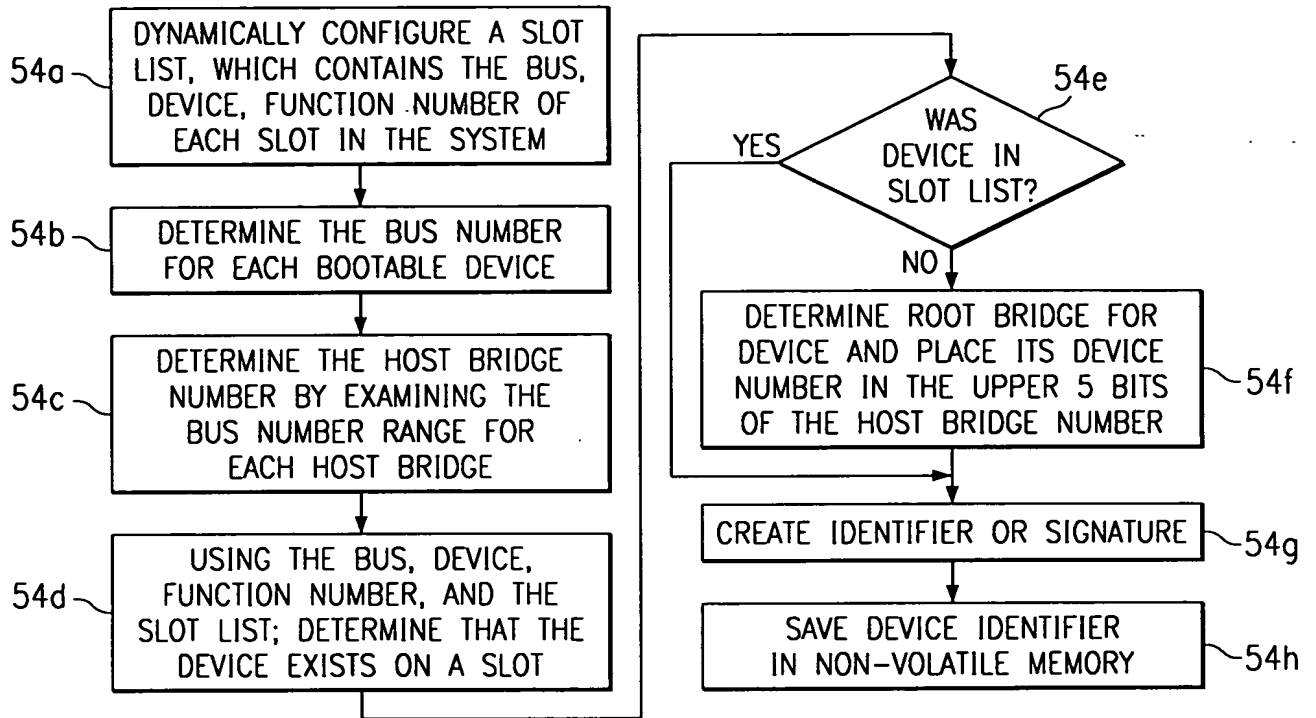 54a
DYNAMICALLY CONFIGURE A SLOT
LIST, WHICH CONTAINS THE BUS,
DEVICE, FUNCTION NUMBER OF
EACH SLOT IN THE SYSTEM
54b
DETERMINE THE BUS NUMBER
FOR EACH BOOTABLE DEVICE
54c
DETERMINE THE HOST BRIDGE
NUMBER BY EXAMINING THE
BUS NUMBER RANGE FOR
EACH HOST BRIDGE
54d
USING THE BUS, DEVICE,
FUNCTION NUMBER, AND THE
SLOT LIST; DETERMINE THAT THE
DEVICE EXISTS ON A SLOT
54e
WAS
DEVICE IN
SLOT LIST?
YES
NO
DETERMINE ROOT BRIDGE FOR
DEVICE AND PLACE ITS DEVICE
NUMBER IN THE UPPER 5 BITS
OF THE HOST BRIDGE NUMBER
54f
CREATE IDENTIFIER OR SIGNATURE
54g
SAVE DEVICE IDENTIFIER
IN NON-VOLATILE MEMORY
54h